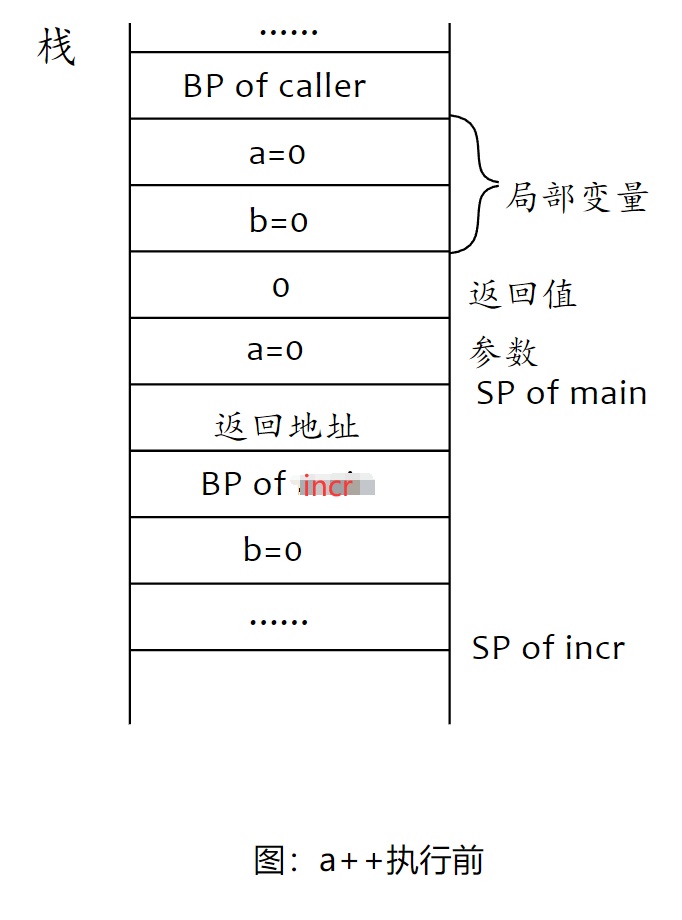 栈
······
BP of caller
a=0
b=0
局部变量
0
返回值
a=0
参数
SP of main
返回地址
BP of incr
b=0
······
SP of incr
图：a++执行前